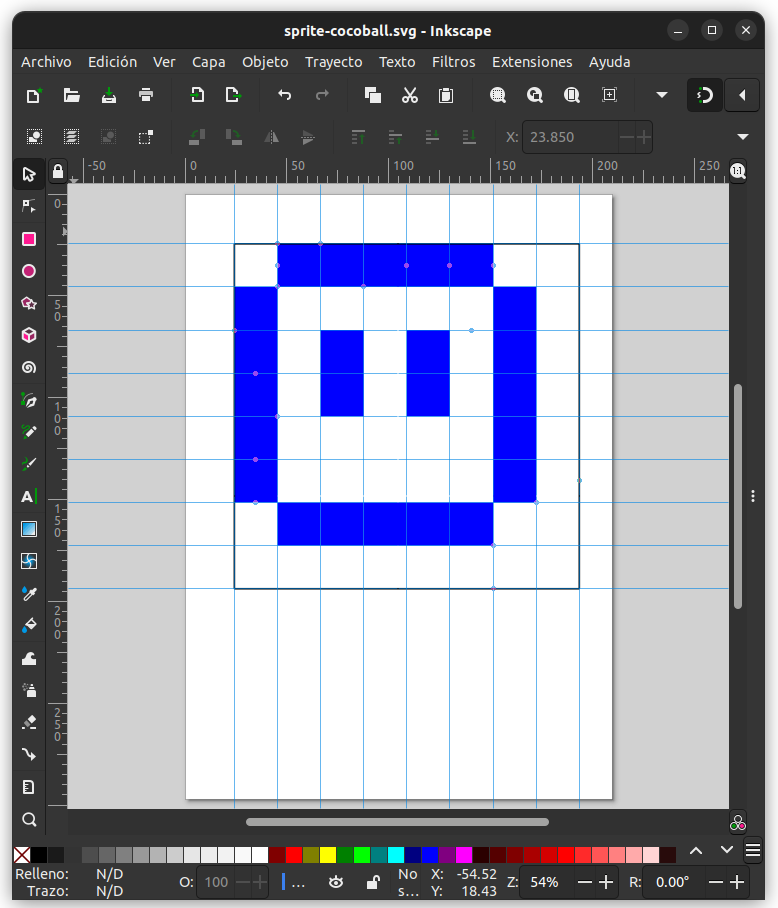 sprite-cocoball.svg - Inkscape
Archivo Edición Ver Capa Objeto Trayecto Texto Filtros Extensiones Ayuda
X: 23.850
-50 0 50 100 150 200 250
1:1
0
50
100
150
200
250
A
Relleno: N/D
Trazo: N/D
O: 100
...
No
s...
X: -54.52
Y: 18.43
Z: 54%
R: 0.00°